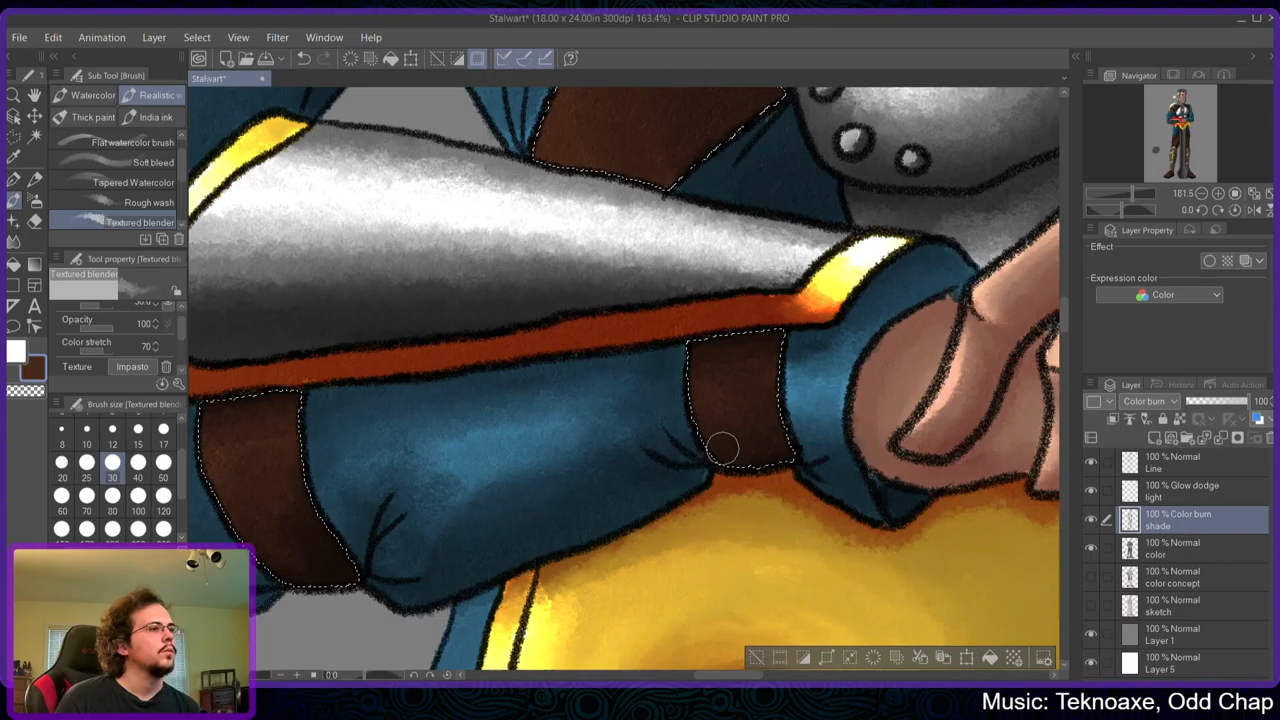 Stalwart* (18.00 x 24.00in 300dpi 163.4%) - CLIP STUDIO PAINT PRO
File Edit Animation Layer Select View Filter Window Help
Sub Tool [Brush]
Stalwart*
Navigator
Watercolor
Realistic w
Thick paint
India ink
Flat watercolor brush
Soft bleed
Tapered Watercolor
Rough wash
Textured blender
181.5
0.0
Layer Property
Effect
Tool property [Textured ble
Textured blender
Expression color
Color
Opacity 100
Color stretch 70
Texture Impasto
Brush size [Textured blend
8 10 12 15 17
20 25 30 40 50
60 70 80 100 120
Layer History Auto Action
Color burn 100
100 % Normal
Line
100 % Glow dodge
light
100 % Color burn
shade
100 % Normal
color
100 % Normal
color concept
100 % Normal
sketch
100 % Normal
Layer 1
100 % Normal
Layer 5
0.0
Music: Teknoaxe, Odd Chap